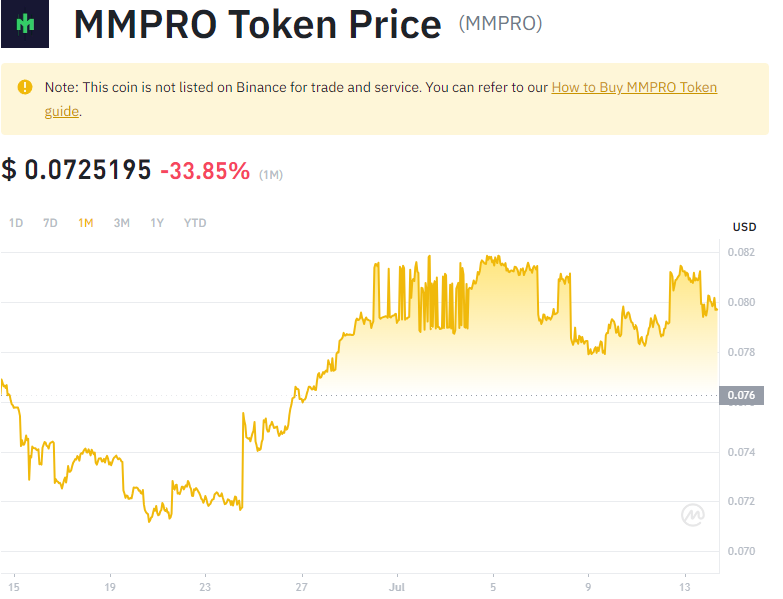 MMPRO Token Price (MMPRO)
Note: This coin is not listed on Binance for trade and service. You can refer to our How to Buy MMPRO Token
guide.
$ 0.0725195 -33.85% (1M)
1D 7D 1M 3M 1Y YTD
USD
0.082
0.080
0.078
0.076
0.074
0.072
0.070
15 19 23 27 Jul 5 9 13